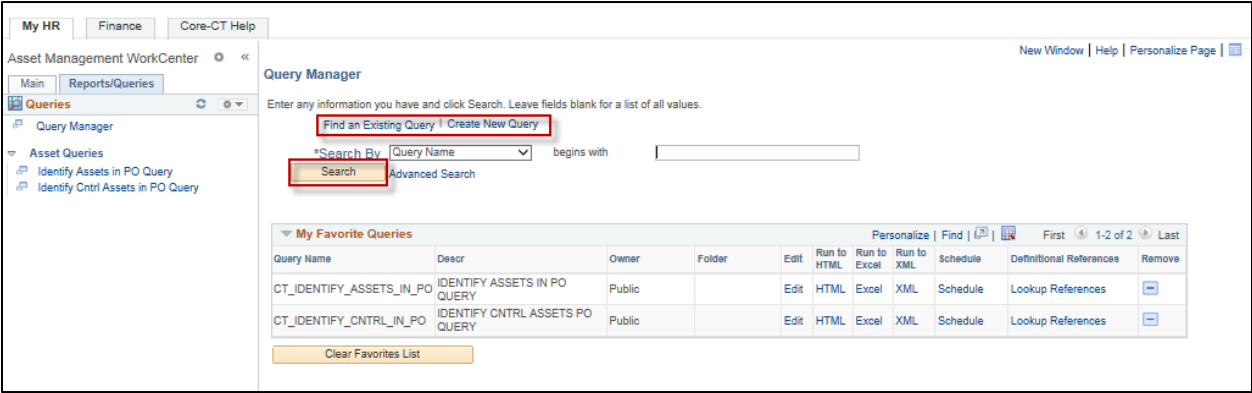 My HR Finance Core-CT Help
New Window | Help | Personalize Page |
Asset Management WorkCenter «
Main Reports/Queries
Queries
Query Manager
Asset Queries
Identify Assets in PO Query
Identify Cntrl Assets in PO Query
Query Manager
Enter any information you have and click Search. Leave fields blank for a list of all values.
Find an Existing Query | Create New Query
*Search By Query Name begins with
Search Advanced Search
My Favorite Queries Personalize | Find | | First 1-2 of 2 Last
Query Name Descr Owner Folder Edit Run to HTML Run to Excel Run to XML Schedule Definitional References Remove
CT_IDENTIFY_ASSETS_IN_PO IDENTIFY ASSETS IN PO QUERY Public Edit HTML Excel XML Schedule Lookup References
CT_IDENTIFY_CNTRL_IN_PO IDENTIFY CNTRL ASSETS PO QUERY Public Edit HTML Excel XML Schedule Lookup References
Clear Favorites List